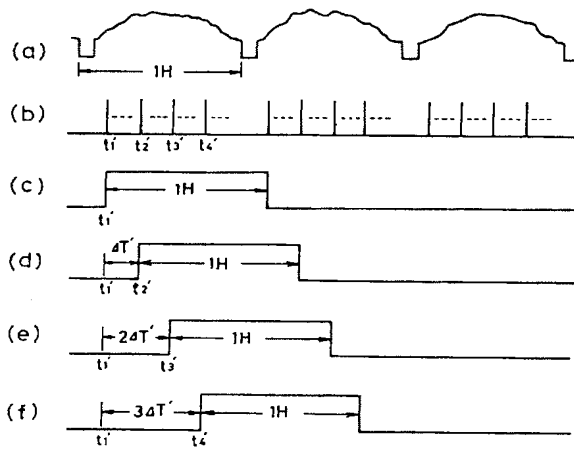 (a)
1H
(b)
t1' t2' t3' t4'
(c)
1H
t1'
(d)
ΔT'
1H
t1' t2'
(e)
2ΔT'
1H
t1' t3'
(f)
3ΔT'
1H
t1' t4'